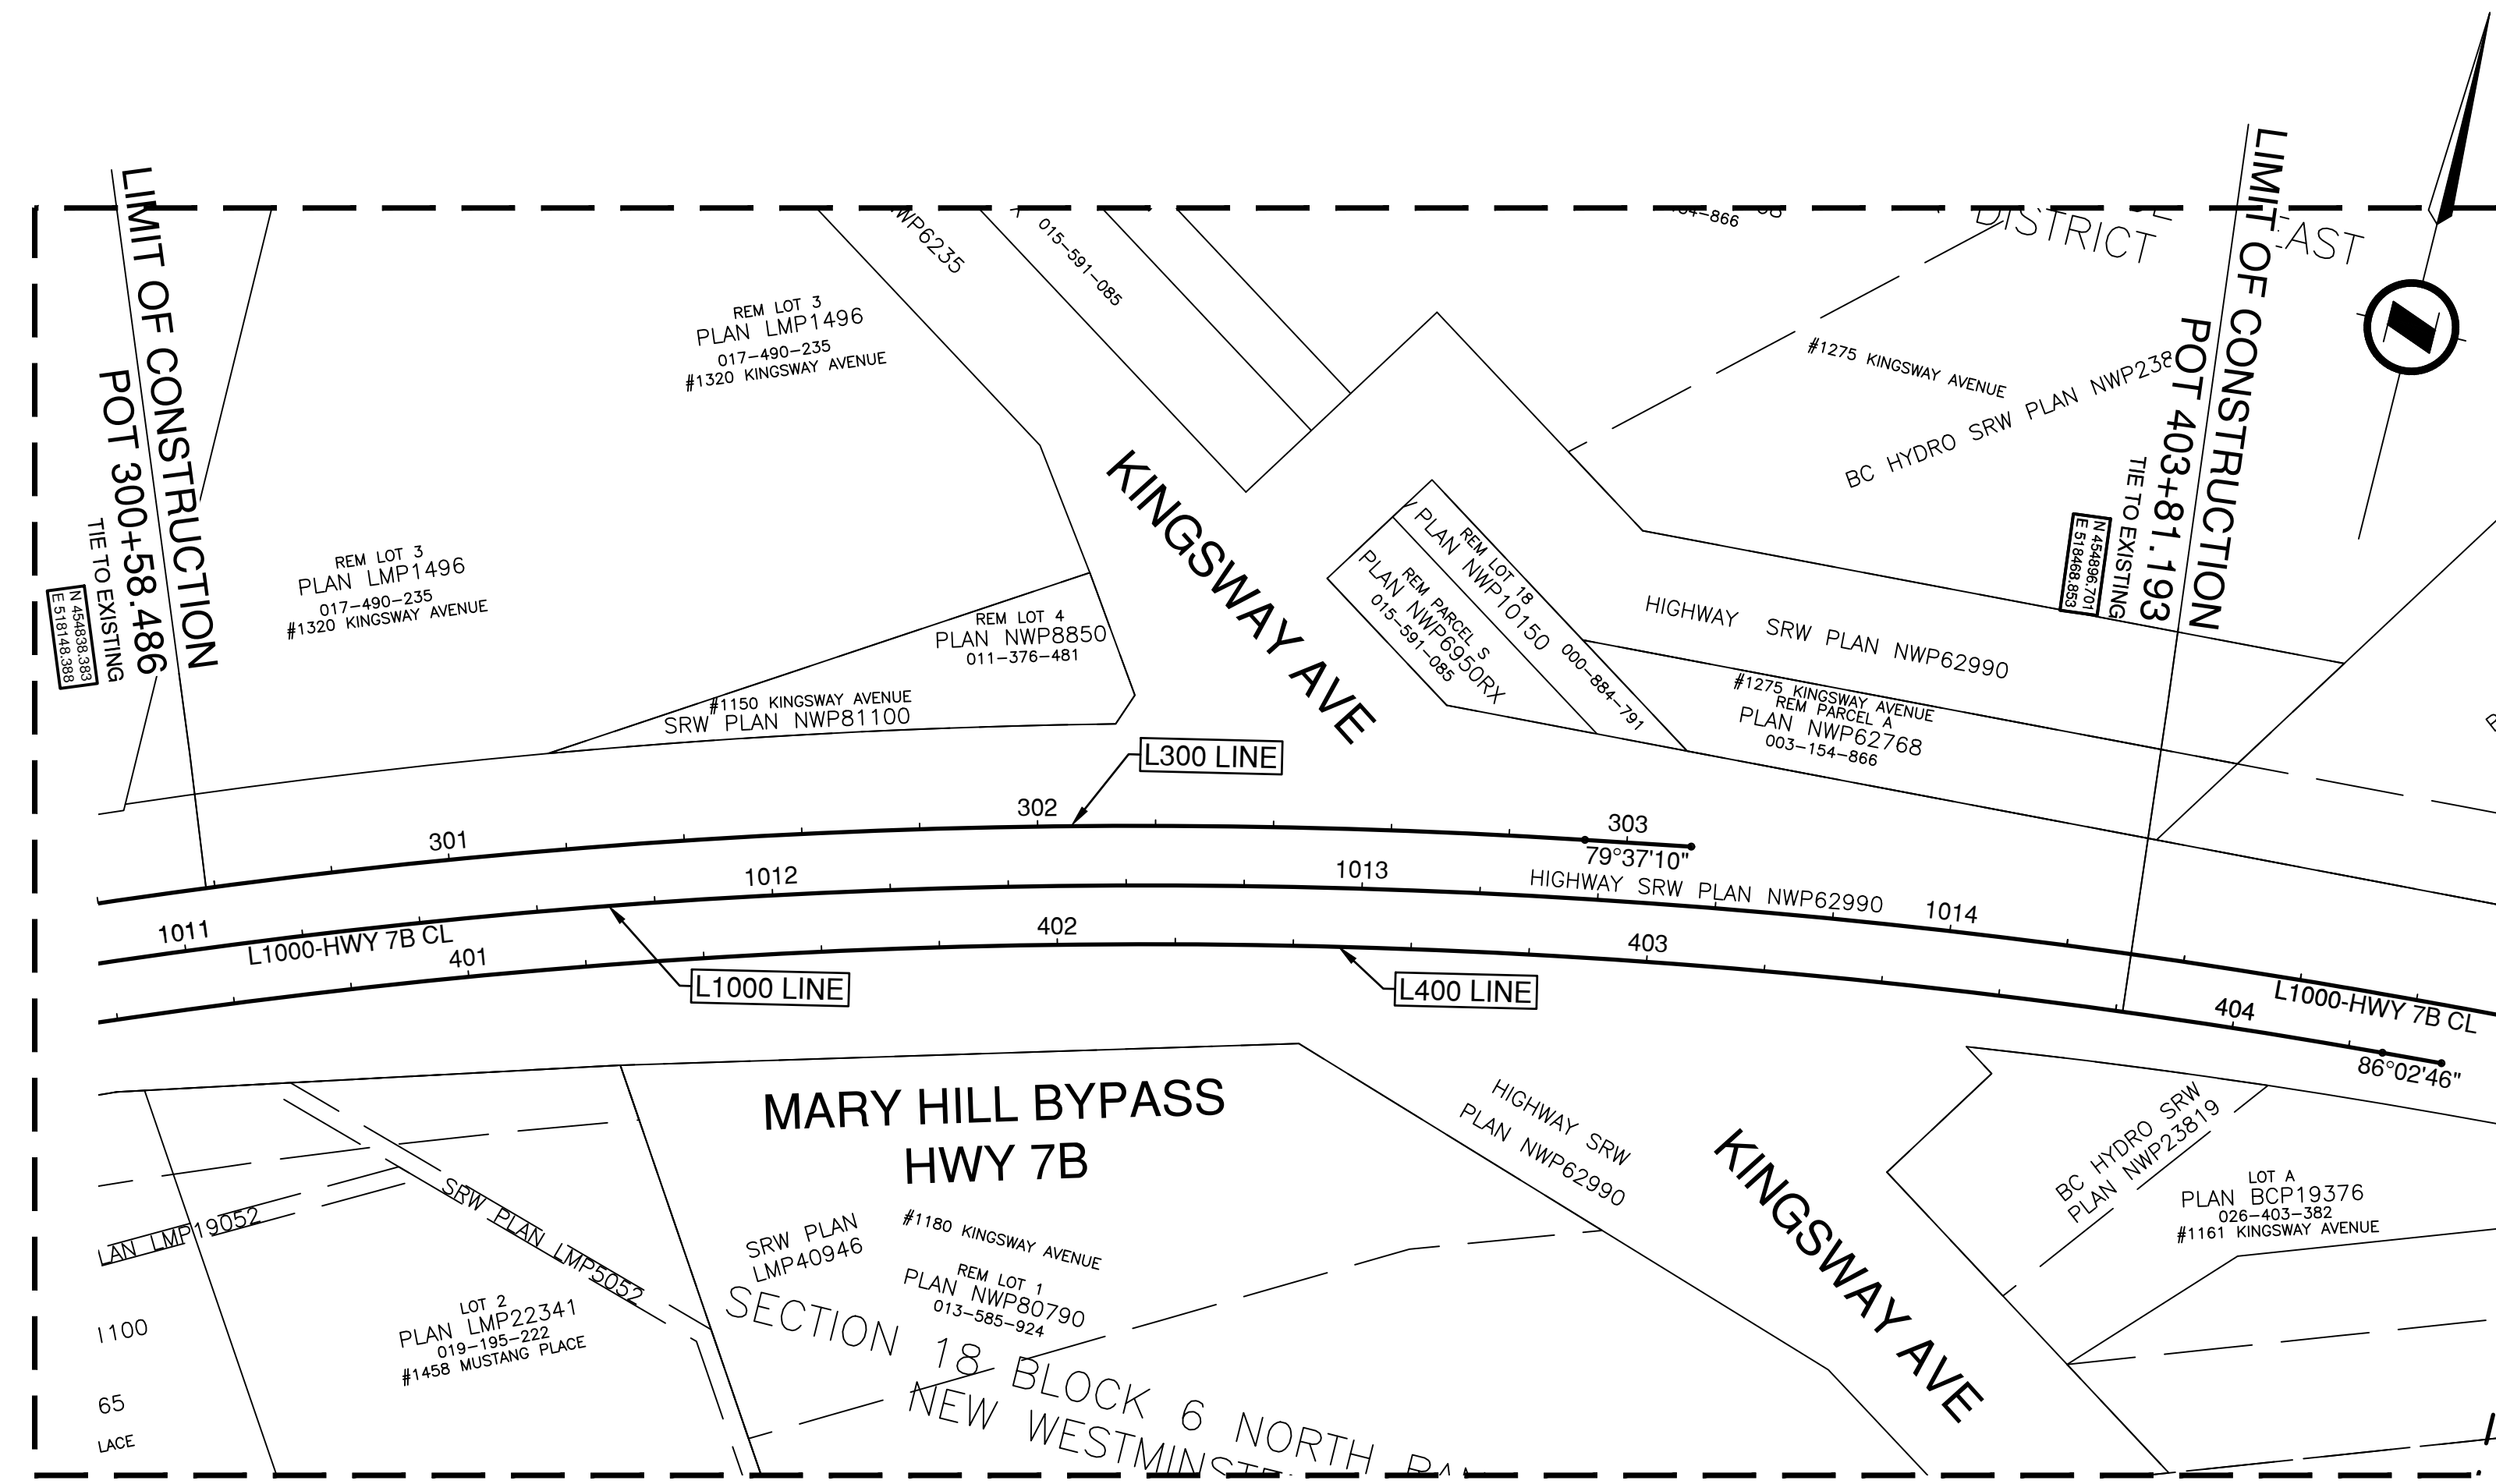 LIMIT OF CONSTRUCTION
POT 300+58.486
TIE TO EXISTING
N 454838.383
E 518148.388
REM LOT 3
PLAN LMP1496
017-490-235
#1320 KINGSWAY AVENUE
REM LOT 3
PLAN LMP1496
017-490-235
#1320 KINGSWAY AVENUE
WP6235
015-591-085
REM LOT 4
PLAN NWP8850
011-376-481
#1150 KINGSWAY AVENUE
SRW PLAN NWP81100
KINGSWAY AVE
REM LOT 18
PLAN NWP10150
000-884-791
REM PARCEL S
PLAN NWP6950RX
015-591-085
-866
DISTRICT
EAST
#1275 KINGSWAY AVENUE
BC HYDRO SRW PLAN NWP238
LIMIT OF CONSTRUCTION
POT 403+81.193
TIE TO EXISTING
N 454896.701
E 518468.853
HIGHWAY SRW PLAN NWP62990
#1275 KINGSWAY AVENUE
REM PARCEL A
PLAN NWP62768
003-154-866
L300 LINE
301
302
303
79°37'10"
HIGHWAY SRW PLAN NWP62990
1011
1012
1013
1014
L1000-HWY 7B CL
L1000-HWY 7B CL
401
402
403
404
86°02'46"
L1000 LINE
L400 LINE
MARY HILL BYPASS
HWY 7B
HIGHWAY SRW
PLAN NWP62990
KINGSWAY AVE
BC HYDRO SRW
PLAN NWP23819
LOT A
PLAN BCP19376
026-403-382
#1161 KINGSWAY AVENUE
LAN LMP19052
SRW PLAN LMP5052
SRW PLAN
LMP40946
#1180 KINGSWAY AVENUE
REM LOT 1
PLAN NWP80790
013-585-924
LOT 2
PLAN LMP22341
019-195-222
#1458 MUSTANG PLACE
SECTION 18 BLOCK 6 NORTH
NEW WESTMINST
1100
65
LACE